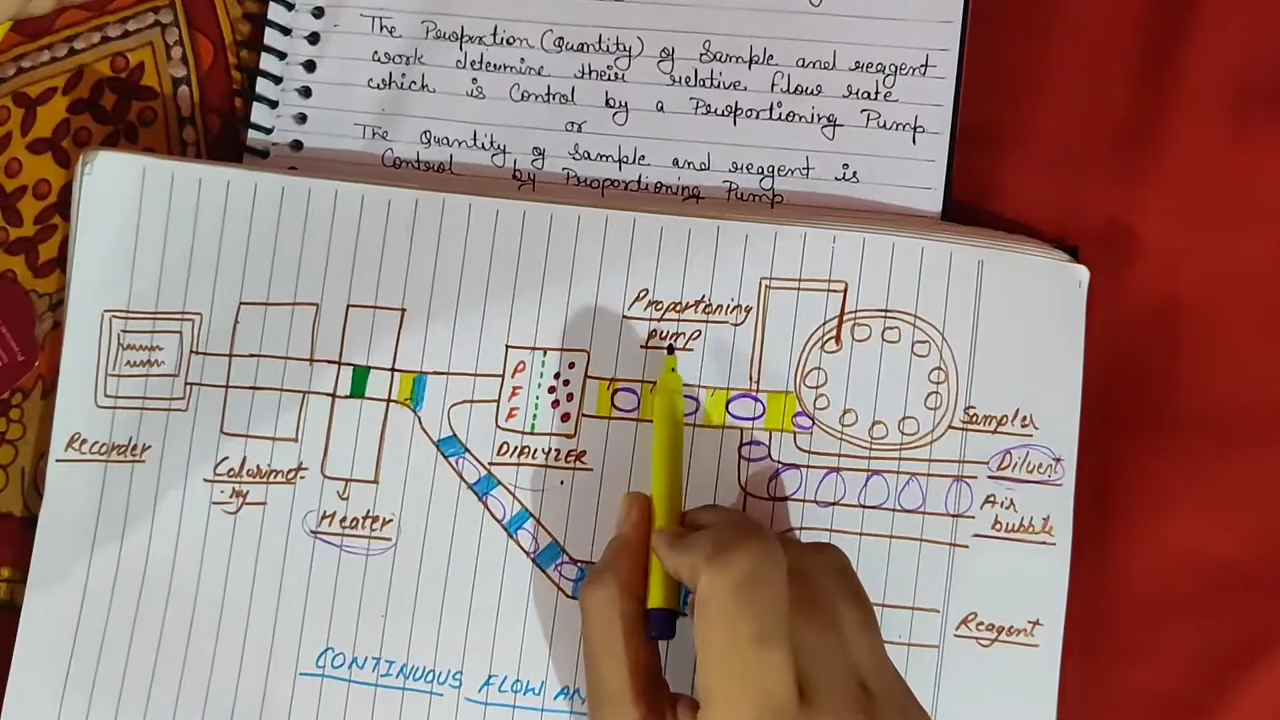 The Proportion (Quantity) of Sample and reagent
work determine their relative flow rate
which is Control by a Proportioning Pump
or
The Quantity of Sample and reagent is
Control by Proportioning Pump
Proportioning
pump
Sampler
Diluent
Air
bubble
Reagent
P
F
F
DIALYZER
Recorder
Colorimet-
ry
Heater
CONTINUOUS FLOW AN